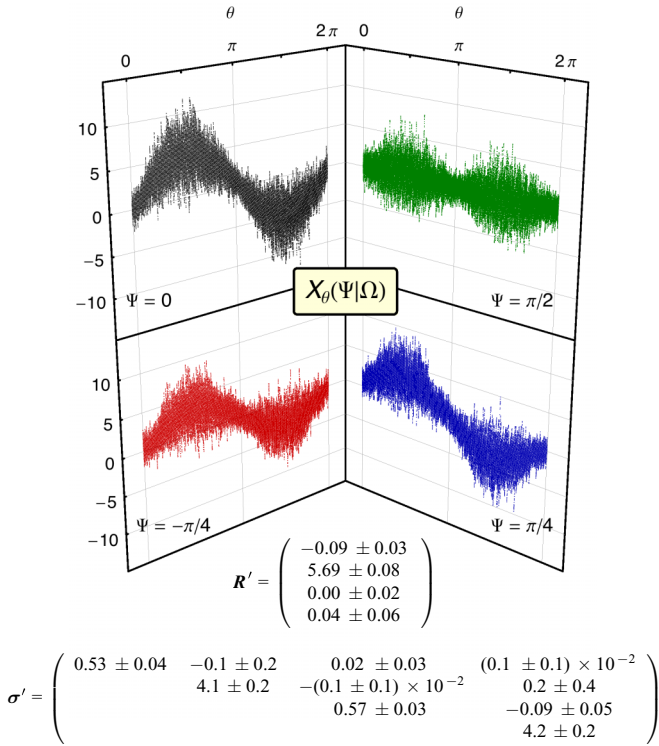 θ θ
0 π 2π 0 π 2π
10
5
0
−5
−10
Ψ = 0 Ψ = π/2
X_θ(Ψ|Ω)
10
5
0
−5
−10
Ψ = −π/4 Ψ = π/4
R′ = ( −0.09 ± 0.03
5.69 ± 0.08
0.00 ± 0.02
0.04 ± 0.06 )
σ′ = ( 0.53 ± 0.04 −0.1 ± 0.2 0.02 ± 0.03 (0.1 ± 0.1) × 10⁻²
4.1 ± 0.2 −(0.1 ± 0.1) × 10⁻² 0.2 ± 0.4
0.57 ± 0.03 −0.09 ± 0.05
4.2 ± 0.2 )